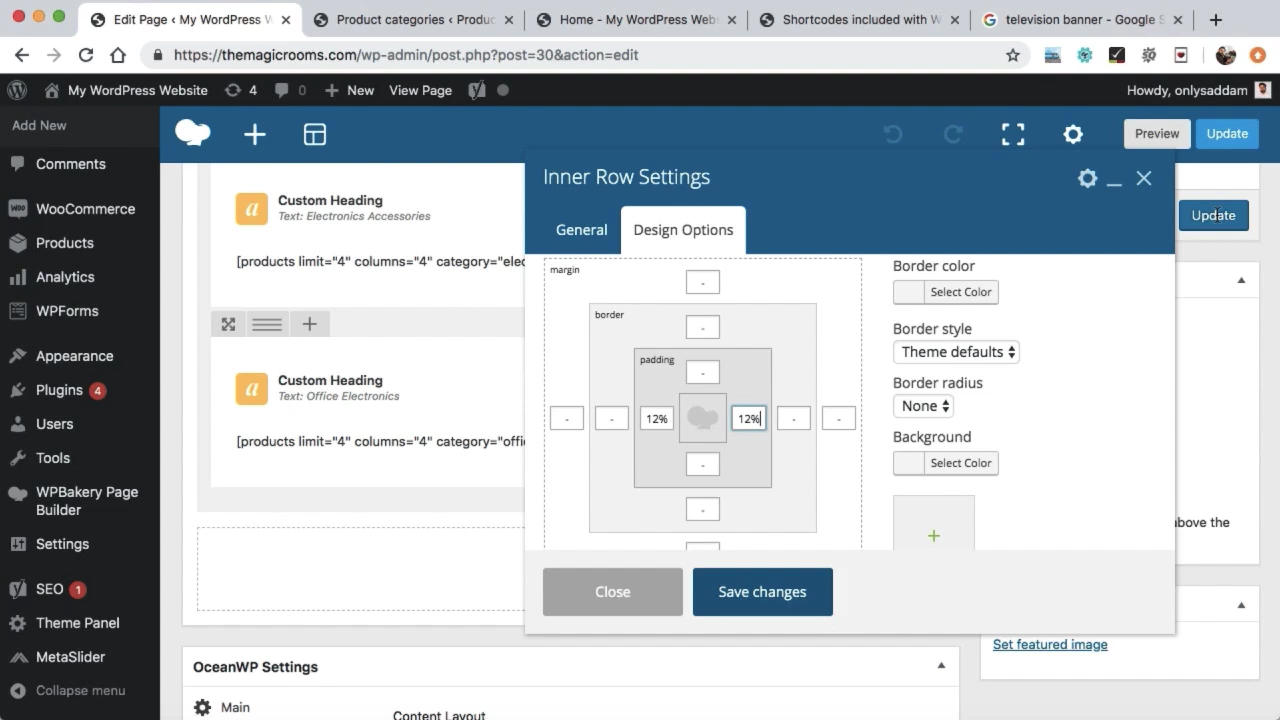 Edit Page ‹ My WordPress W
Product categories ‹ Produc
Home - My WordPress Web
Shortcodes included with W
television banner - Google S
https://themagicrooms.com/wp-admin/post.php?post=30&action=edit
My WordPress Website
4
0
New
View Page
Howdy, onlysaddam
Add New
Comments
WooCommerce
Products
Analytics
WPForms
Appearance
Plugins 4
Users
Tools
WPBakery Page
Builder
Settings
SEO 1
Theme Panel
MetaSlider
Collapse menu
Preview
Update
Update
Custom Heading
Text: Electronics Accessories
[products limit="4" columns="4" category="elec
Custom Heading
Text: Office Electronics
[products limit="4" columns="4" category="offi
Inner Row Settings
General
Design Options
margin
-
border
-
padding
-
- - 12% 12% - -
-
-
Border color
Select Color
Border style
Theme defaults
Border radius
None
Background
Select Color
+
Close
Save changes
above the
Set featured image
OceanWP Settings
Main
Content Layout